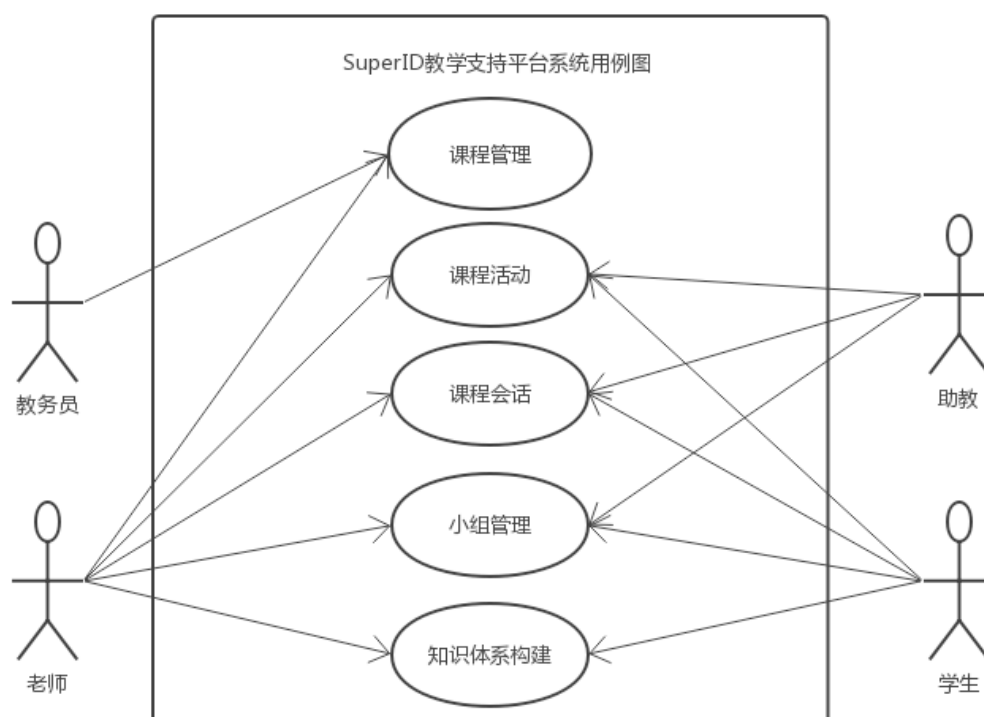 SuperID教学支持平台系统用例图
课程管理
课程活动
课程会话
小组管理
知识体系构建
教务员
老师
助教
学生